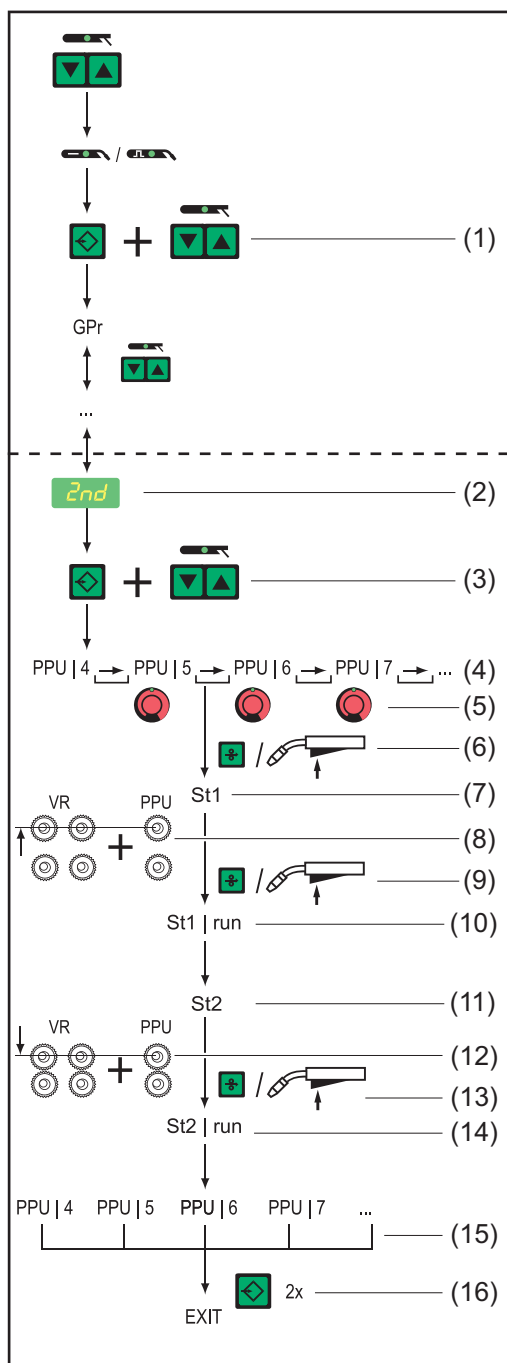 /
+ (1)
GPr
...
2nd (2)
+ (3)
PPU | 4 PPU | 5 PPU | 6 PPU | 7 ... (4)
(5)
/ (6)
St1 (7)
VR PPU
+ (8)
/ (9)
St1 | run (10)
St2 (11)
VR PPU (12)
+
/ (13)
St2 | run (14)
PPU | 4 PPU | 5 PPU | 6 PPU | 7 ...
(15)
2x (16)
EXIT